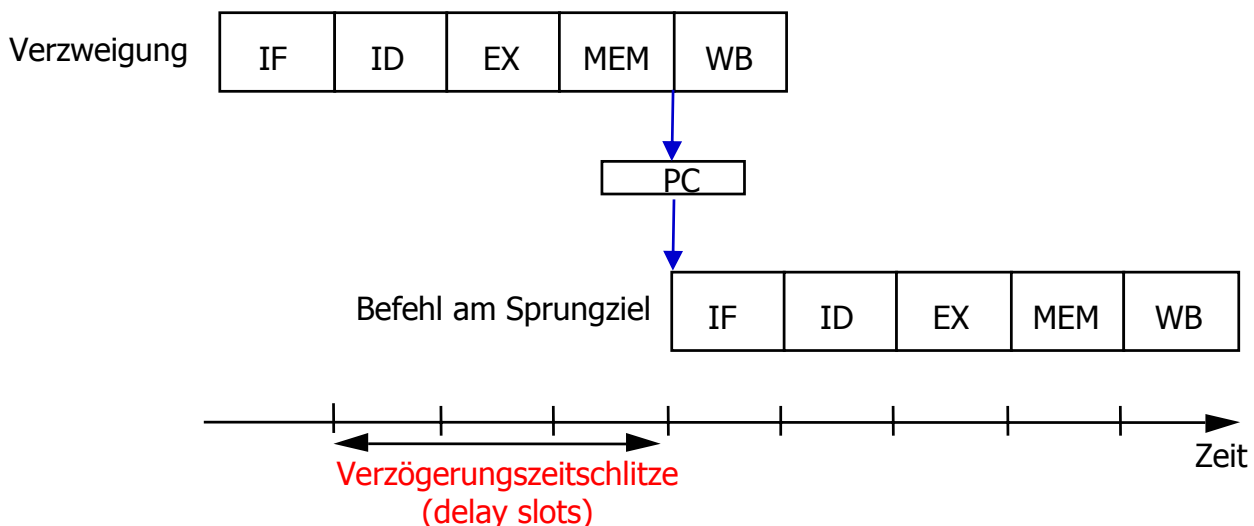 Verzweigung IF ID EX MEM WB
PC
Befehl am Sprungziel IF ID EX MEM WB
Zeit
Verzögerungszeitschlitze
(delay slots)